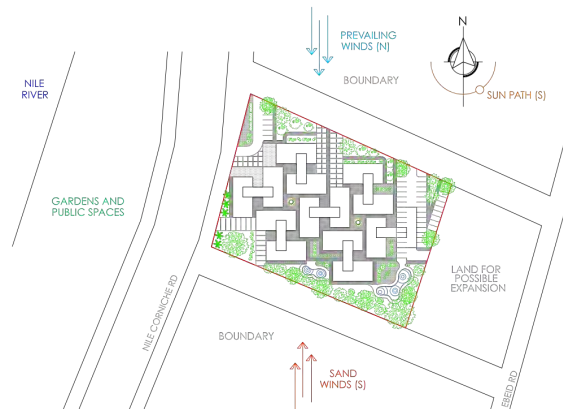 N
PREVAILING
WINDS (N)
BOUNDARY
SUN PATH (S)
NILE
RIVER
GARDENS AND
PUBLIC SPACES
LAND FOR
POSSIBLE
EXPANSION
NILE CORNICHE RD
BOUNDARY
SAND
WINDS (S)
EBEID RD